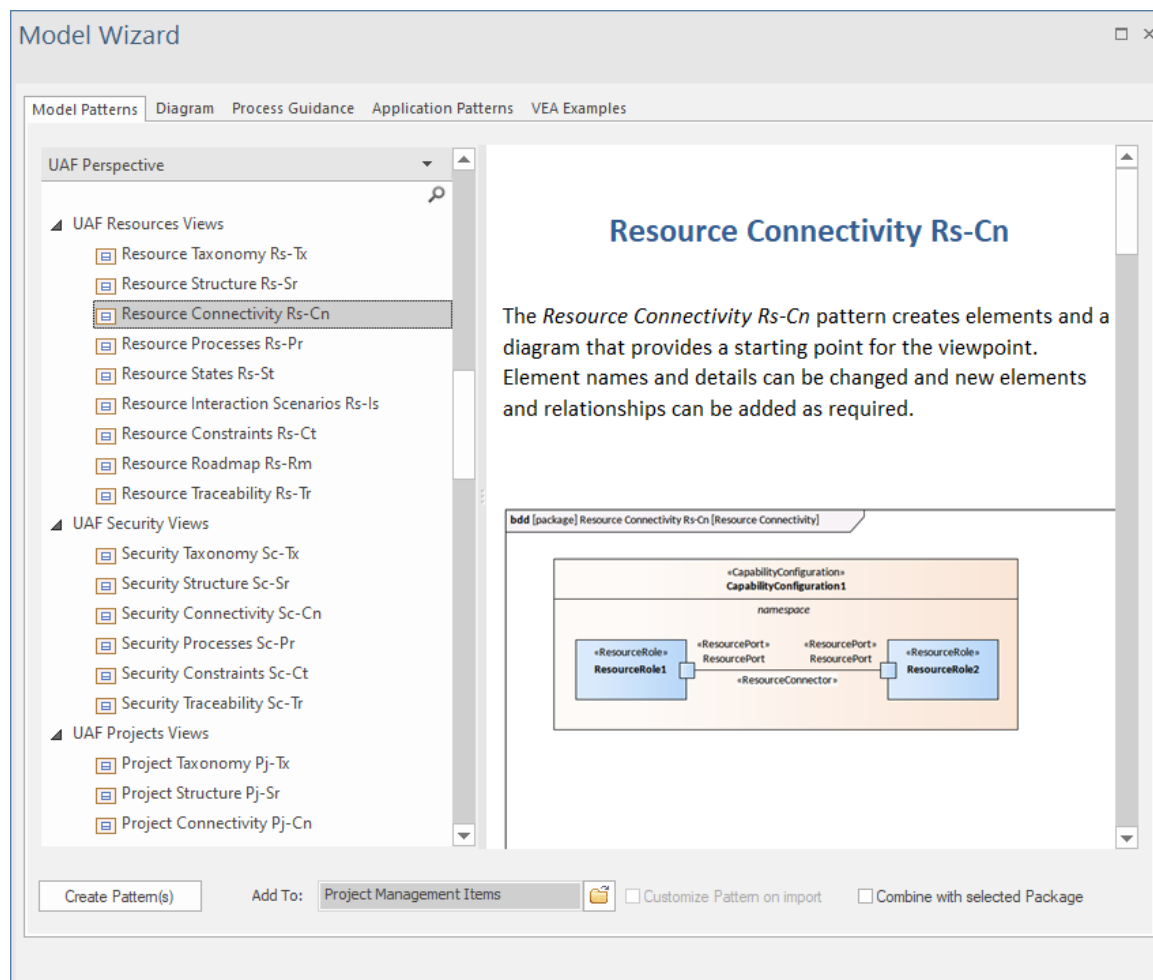 Model Wizard
Model Patterns Diagram Process Guidance Application Patterns VEA Examples
UAF Perspective
UAF Resources Views
Resource Taxonomy Rs-Tx
Resource Structure Rs-Sr
Resource Connectivity Rs-Cn
Resource Processes Rs-Pr
Resource States Rs-St
Resource Interaction Scenarios Rs-Is
Resource Constraints Rs-Ct
Resource Roadmap Rs-Rm
Resource Traceability Rs-Tr
UAF Security Views
Security Taxonomy Sc-Tx
Security Structure Sc-Sr
Security Connectivity Sc-Cn
Security Processes Sc-Pr
Security Constraints Sc-Ct
Security Traceability Sc-Tr
UAF Projects Views
Project Taxonomy Pj-Tx
Project Structure Pj-Sr
Project Connectivity Pj-Cn
Resource Connectivity Rs-Cn
The Resource Connectivity Rs-Cn pattern creates elements and a
diagram that provides a starting point for the viewpoint.
Element names and details can be changed and new elements
and relationships can be added as required.
bdd [package] Resource Connectivity Rs-Cn [Resource Connectivity]
«CapabilityConfiguration»
CapabilityConfiguration1
namespace
«ResourceRole»
ResourceRole1
«ResourcePort»
ResourcePort
«ResourcePort»
ResourcePort
«ResourceConnector»
«ResourceRole»
ResourceRole2
Create Pattern(s) Add To: Project Management Items Customize Pattern on import Combine with selected Package